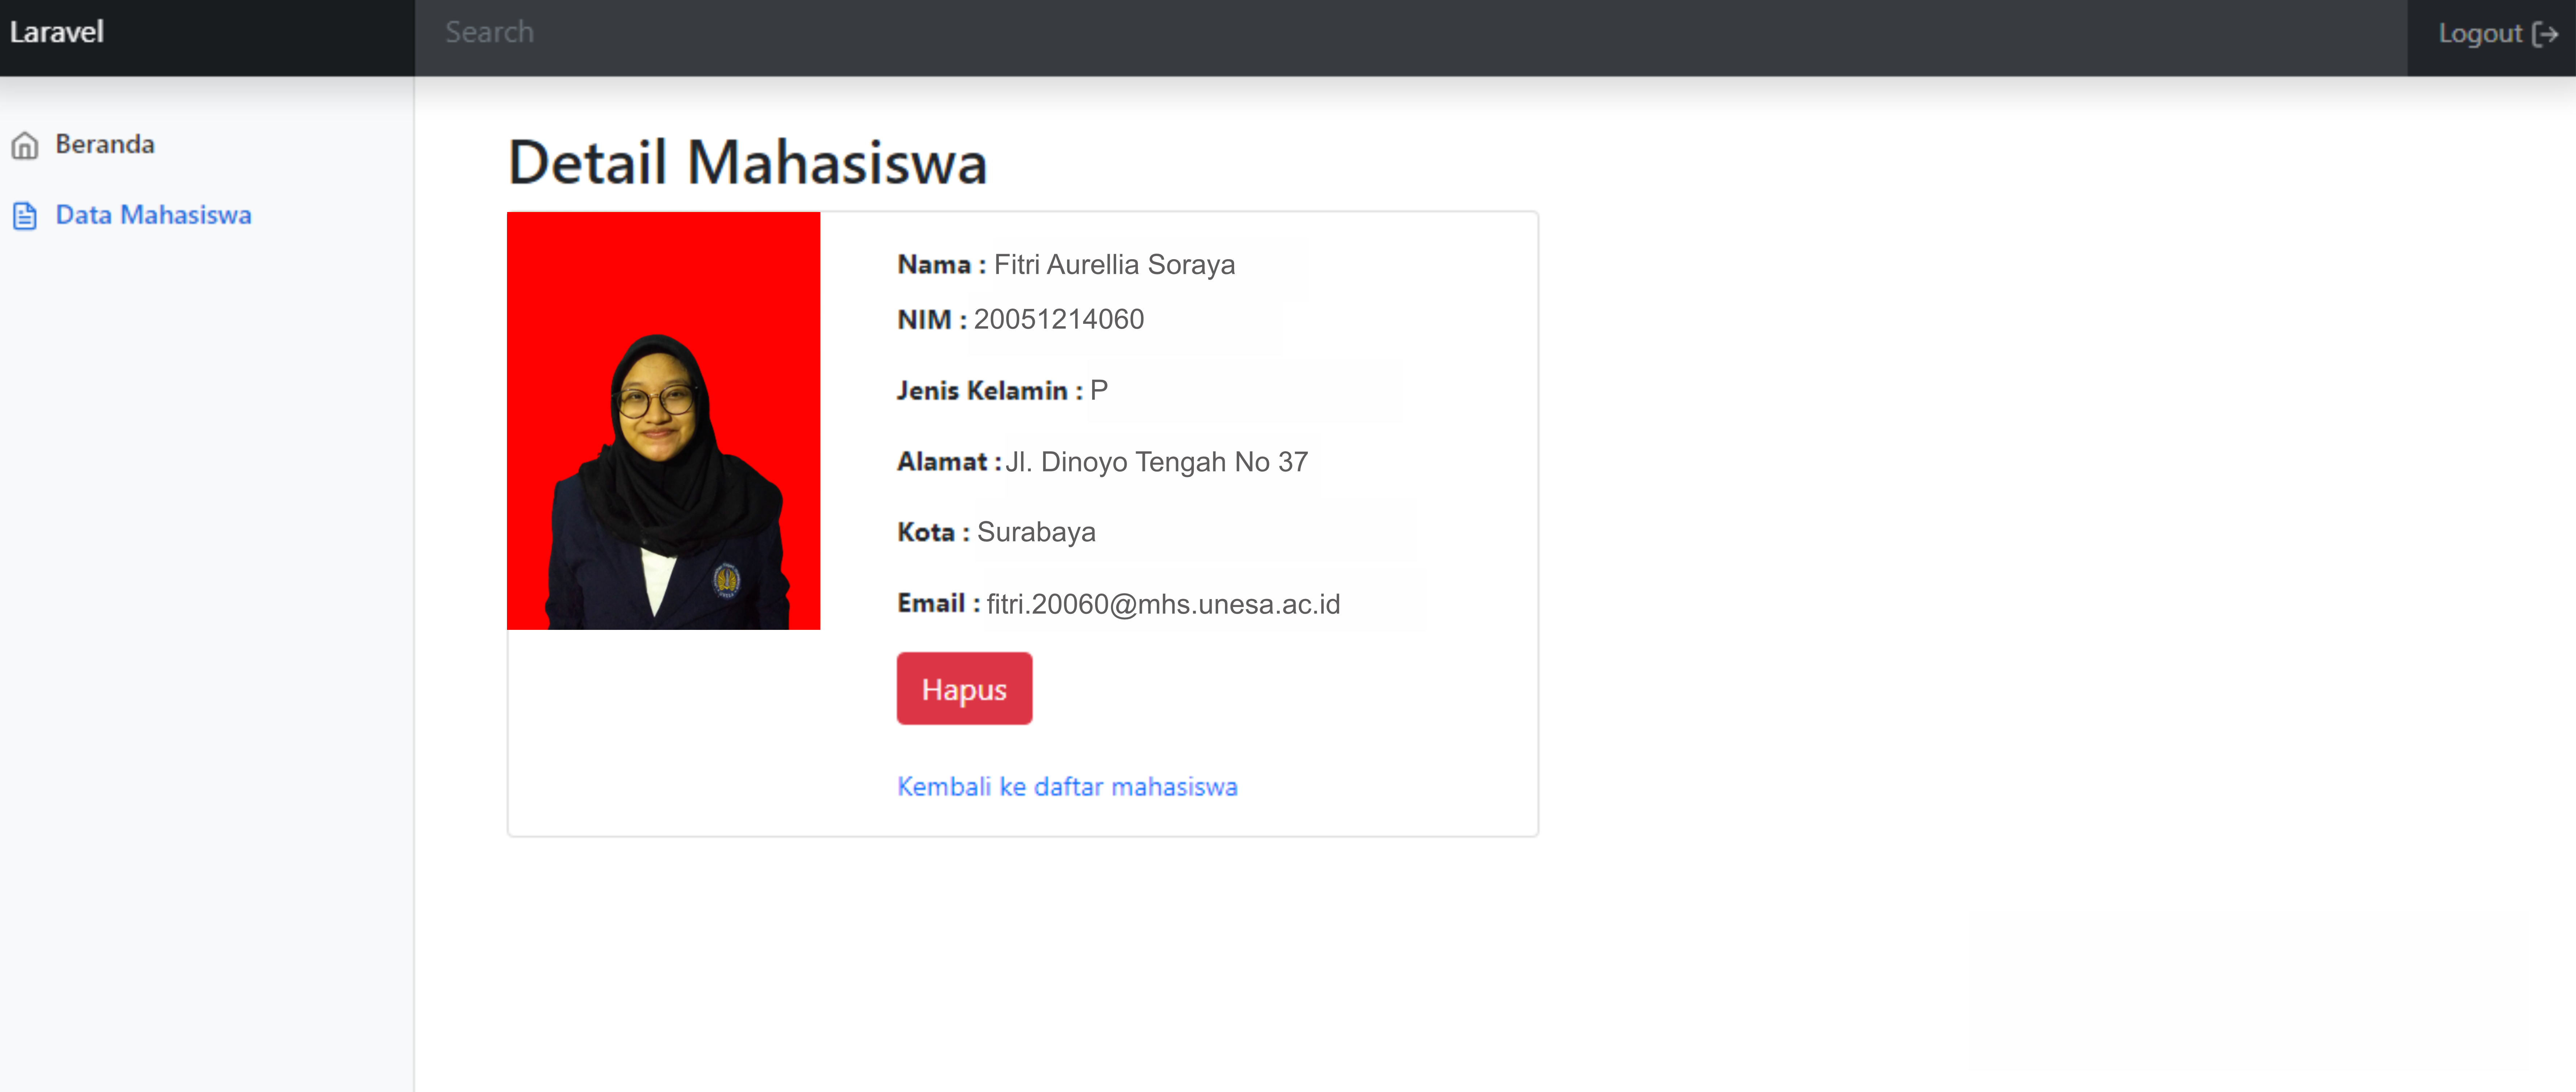 Laravel
Search
Logout
Beranda
Data Mahasiswa
Detail Mahasiswa
Nama : Fitri Aurellia Soraya
NIM : 20051214060
Jenis Kelamin : P
Alamat : Jl. Dinoyo Tengah No 37
Kota : Surabaya
Email : fitri.20060@mhs.unesa.ac.id
Hapus
Kembali ke daftar mahasiswa